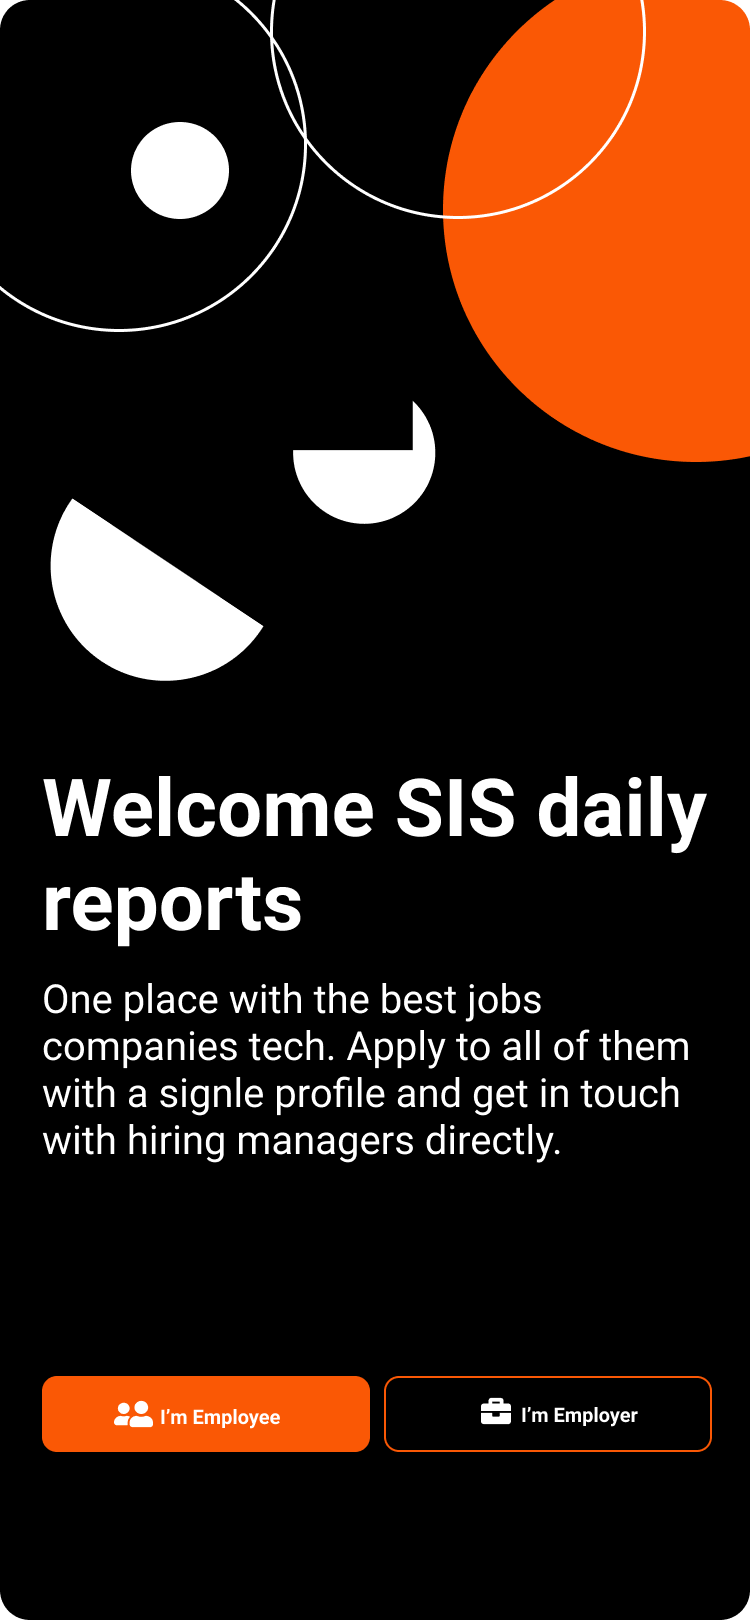 Welcome SIS daily
reports
One place with the best jobs
companies tech. Apply to all of them
with a signle profile and get in touch
with hiring managers directly.
I’m Employee
I’m Employer